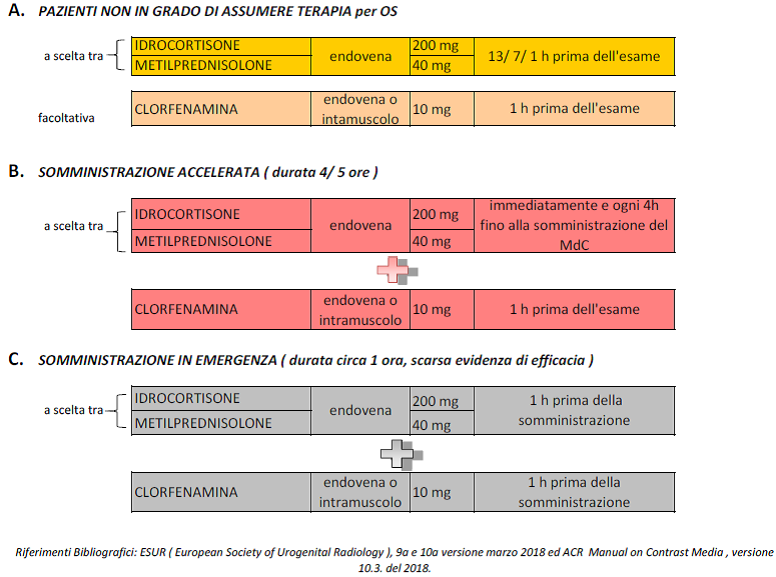 A. PAZIENTI NON IN GRADO DI ASSUMERE TERAPIA per OS
a scelta tra
IDROCORTISONE
METILPREDNISOLONE
endovena
200 mg
40 mg
13/ 7/ 1 h prima dell'esame
facoltativa
CLORFENAMINA
endovena o
intamuscolo
10 mg
1 h prima dell'esame
B. SOMMINISTRAZIONE ACCELERATA ( durata 4/ 5 ore )
a scelta tra
IDROCORTISONE
METILPREDNISOLONE
endovena
200 mg
40 mg
immediatamente e ogni 4h
fino alla somministrazione del
MdC
CLORFENAMINA
endovena o
intramuscolo
10 mg
1 h prima dell'esame
C. SOMMINISTRAZIONE IN EMERGENZA ( durata circa 1 ora, scarsa evidenza di efficacia )
a scelta tra
IDROCORTISONE
METILPREDNISOLONE
endovena
200 mg
40 mg
1 h prima della
somministrazione
CLORFENAMINA
endovena o
intramuscolo
10 mg
1 h prima della
somministrazione
Riferimenti Bibliografici: ESUR ( European Society of Urogenital Radiology ), 9a e 10a versione marzo 2018 ed ACR Manual on Contrast Media , versione
10.3. del 2018.